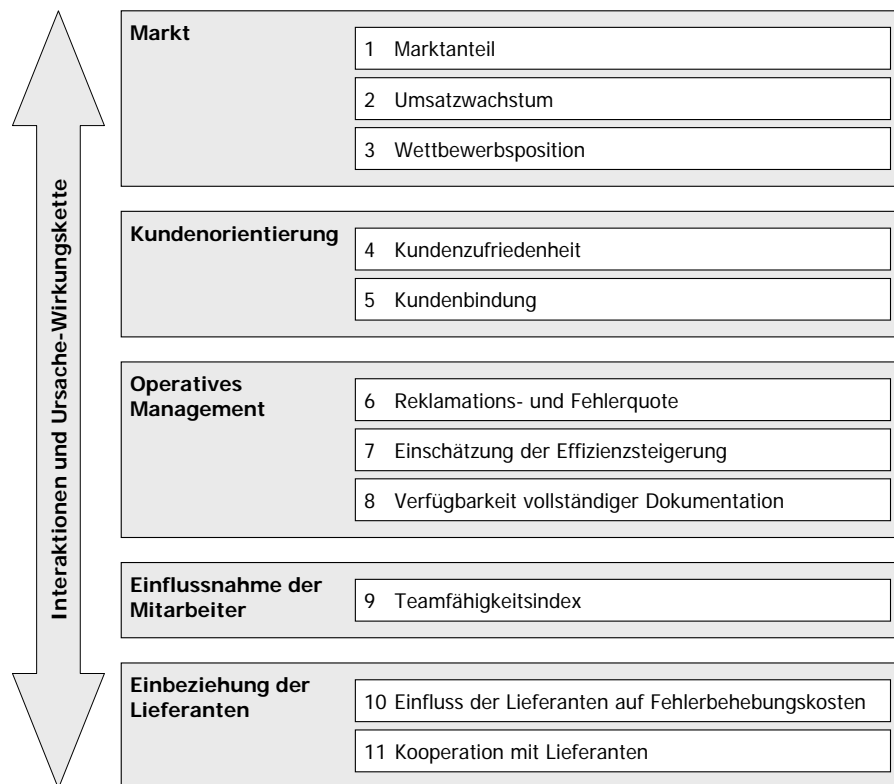 Interaktionen und Ursache-Wirkungskette
Markt
1 Marktanteil
2 Umsatzwachstum
3 Wettbewerbsposition
Kundenorientierung
4 Kundenzufriedenheit
5 Kundenbindung
Operatives
Management
6 Reklamations- und Fehlerquote
7 Einschätzung der Effizienzsteigerung
8 Verfügbarkeit vollständiger Dokumentation
Einflussnahme der
Mitarbeiter
9 Teamfähigkeitsindex
Einbeziehung der
Lieferanten
10 Einfluss der Lieferanten auf Fehlerbehebungskosten
11 Kooperation mit Lieferanten